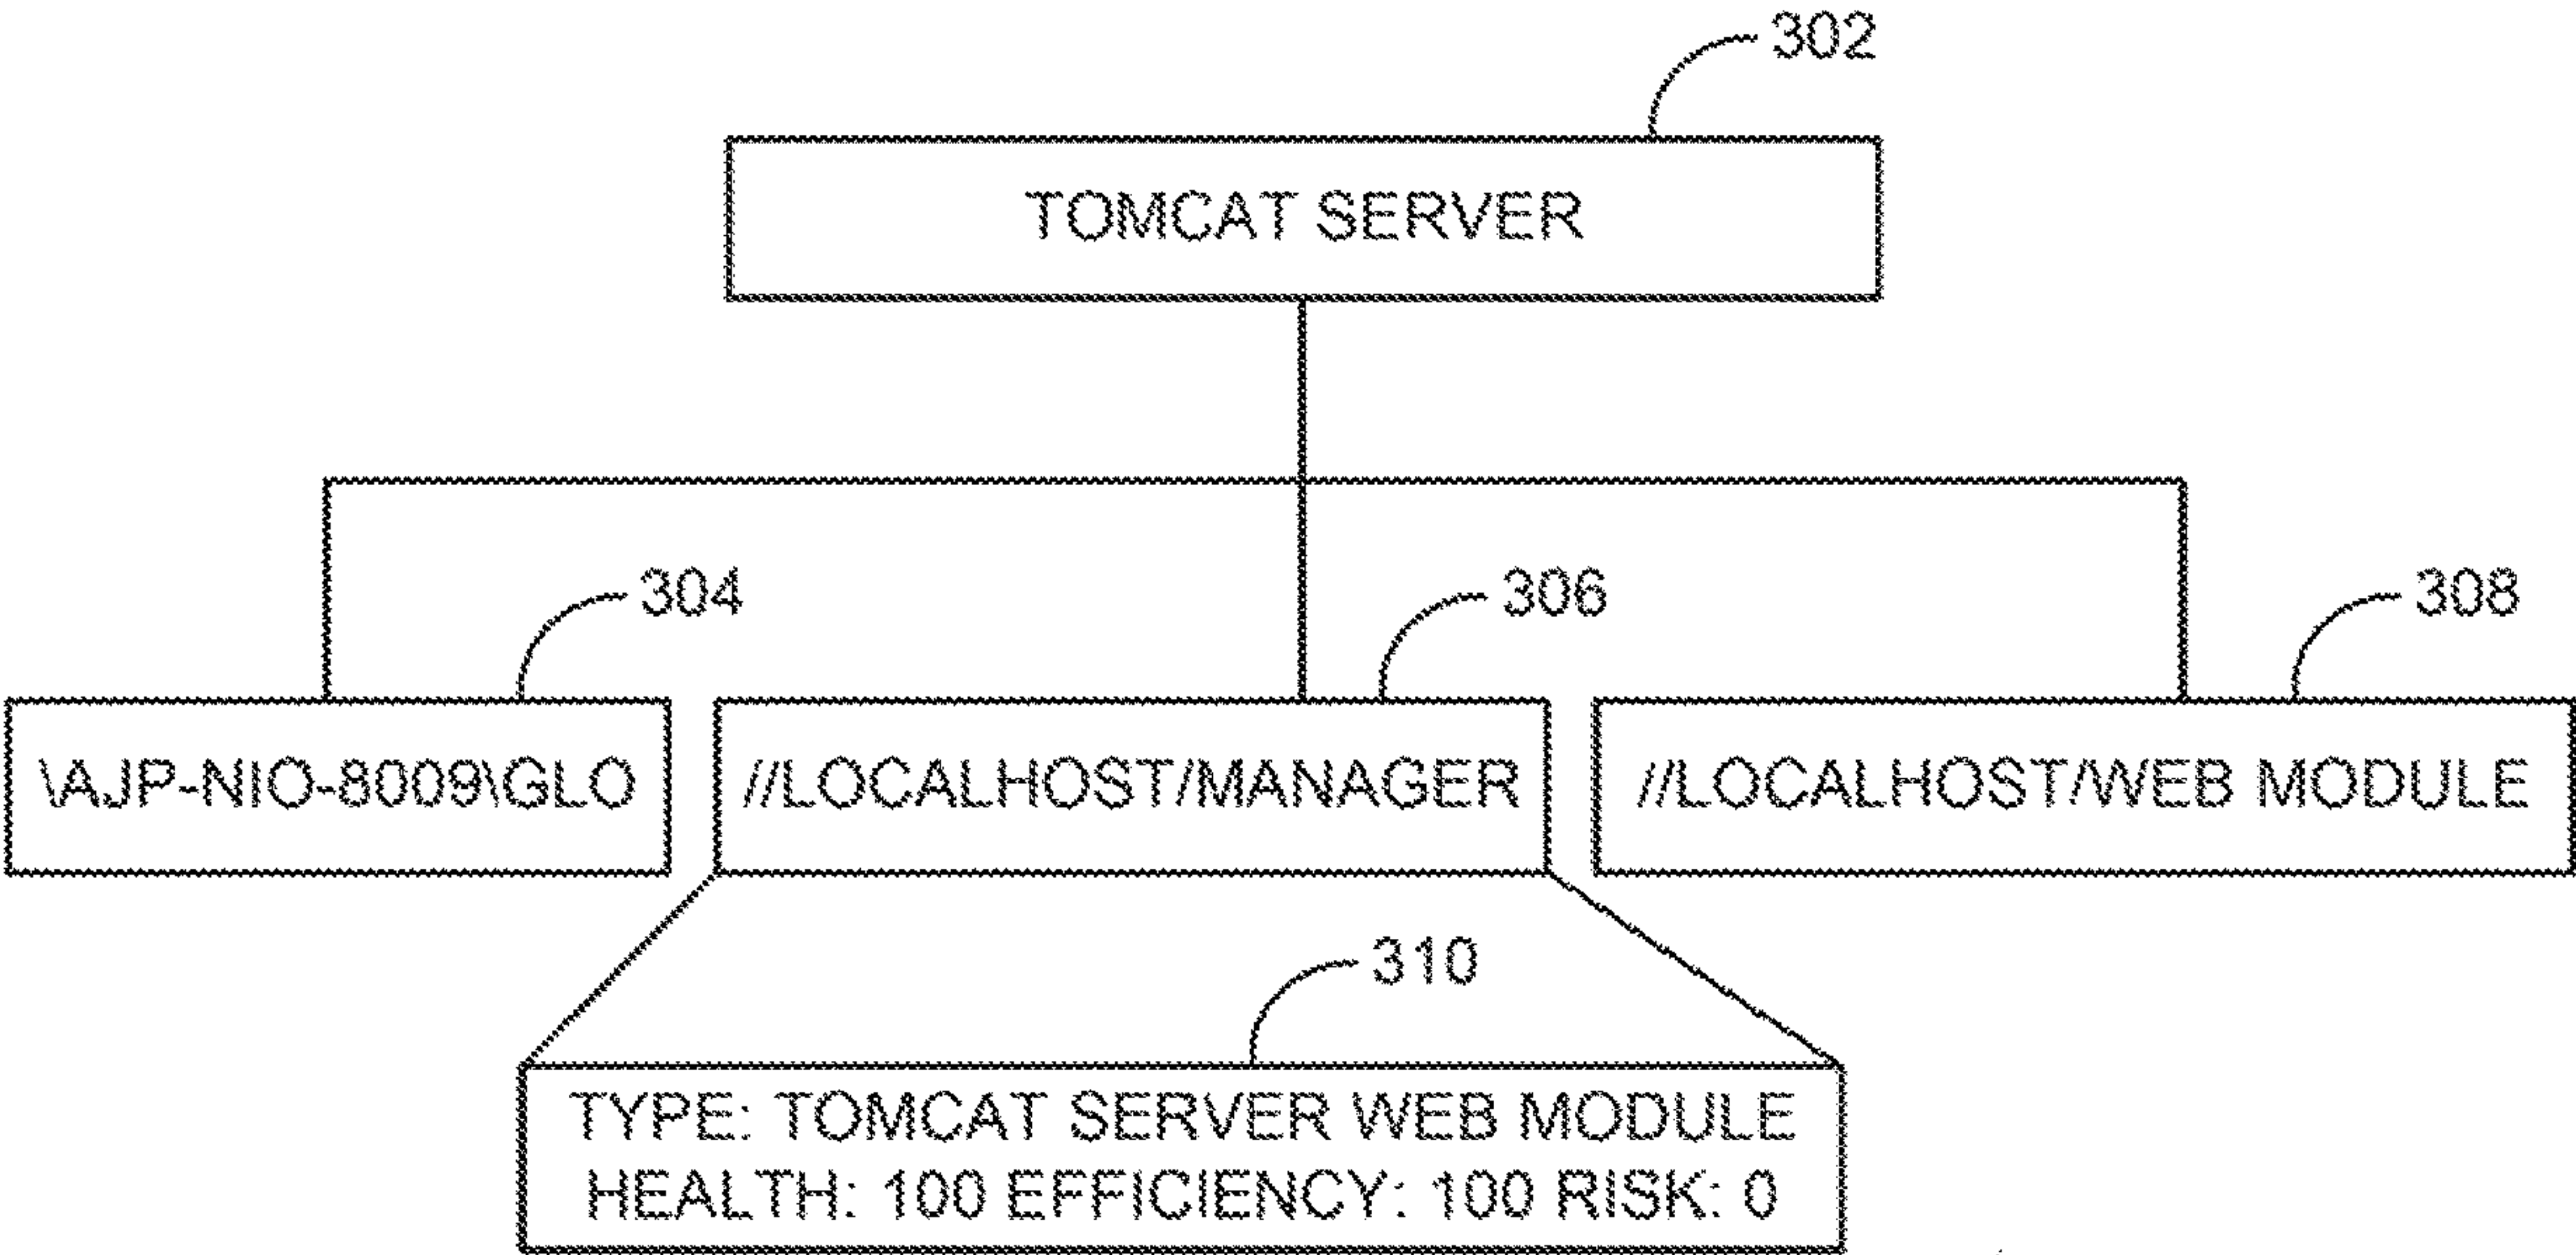 302
TOMCAT SERVER
304
306
308
\AJP-NIO-8009\GLO
//LOCALHOST/MANAGER
//LOCALHOST/WEB MODULE
310
TYPE: TOMCAT SERVER WEB MODULE
HEALTH: 100 EFFICIENCY: 100 RISK: 0